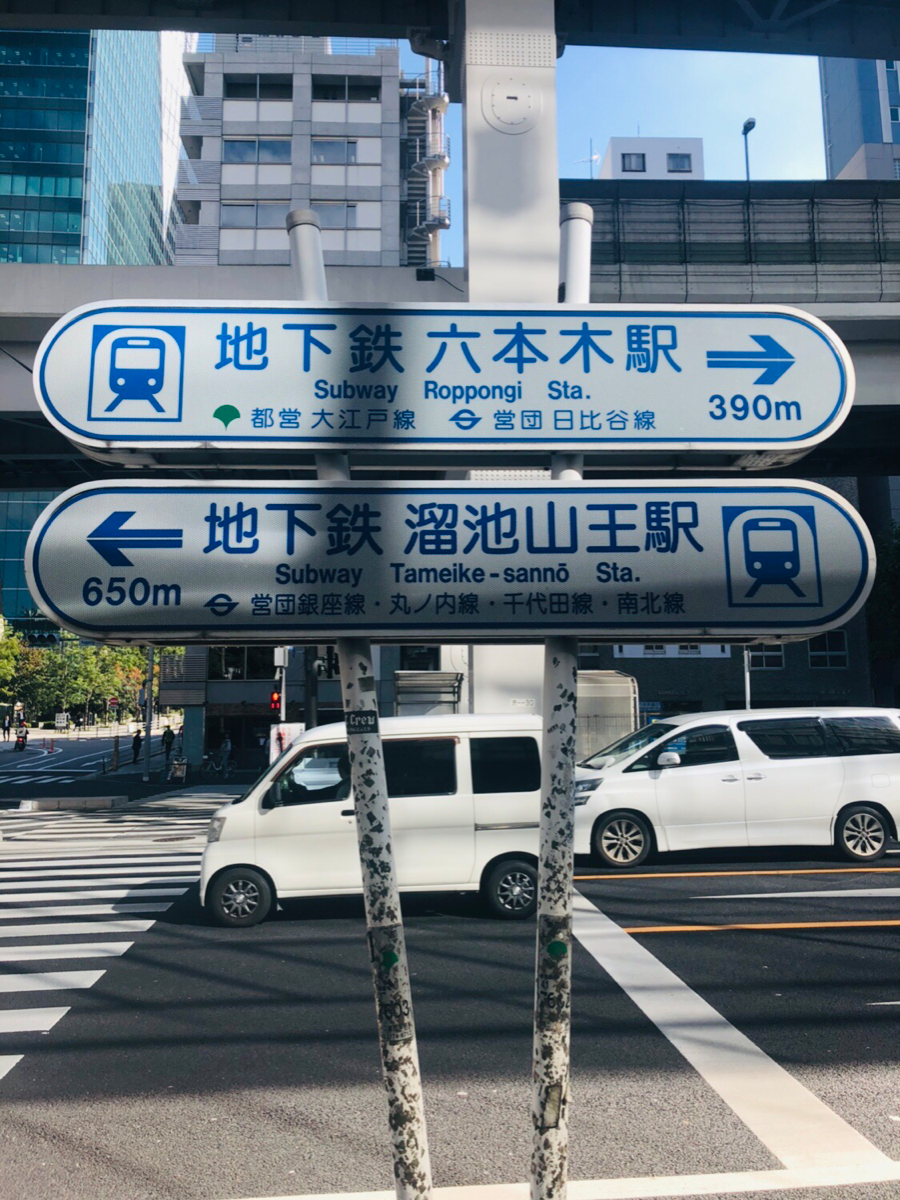 地下鉄 六本木駅
Subway Roppongi Sta.
都営 大江戸線 営団 日比谷線
390m
地下鉄 溜池山王駅
Subway Tameike-sannō Sta.
650m
営団銀座線・丸ノ内線・千代田線・南北線
Crew